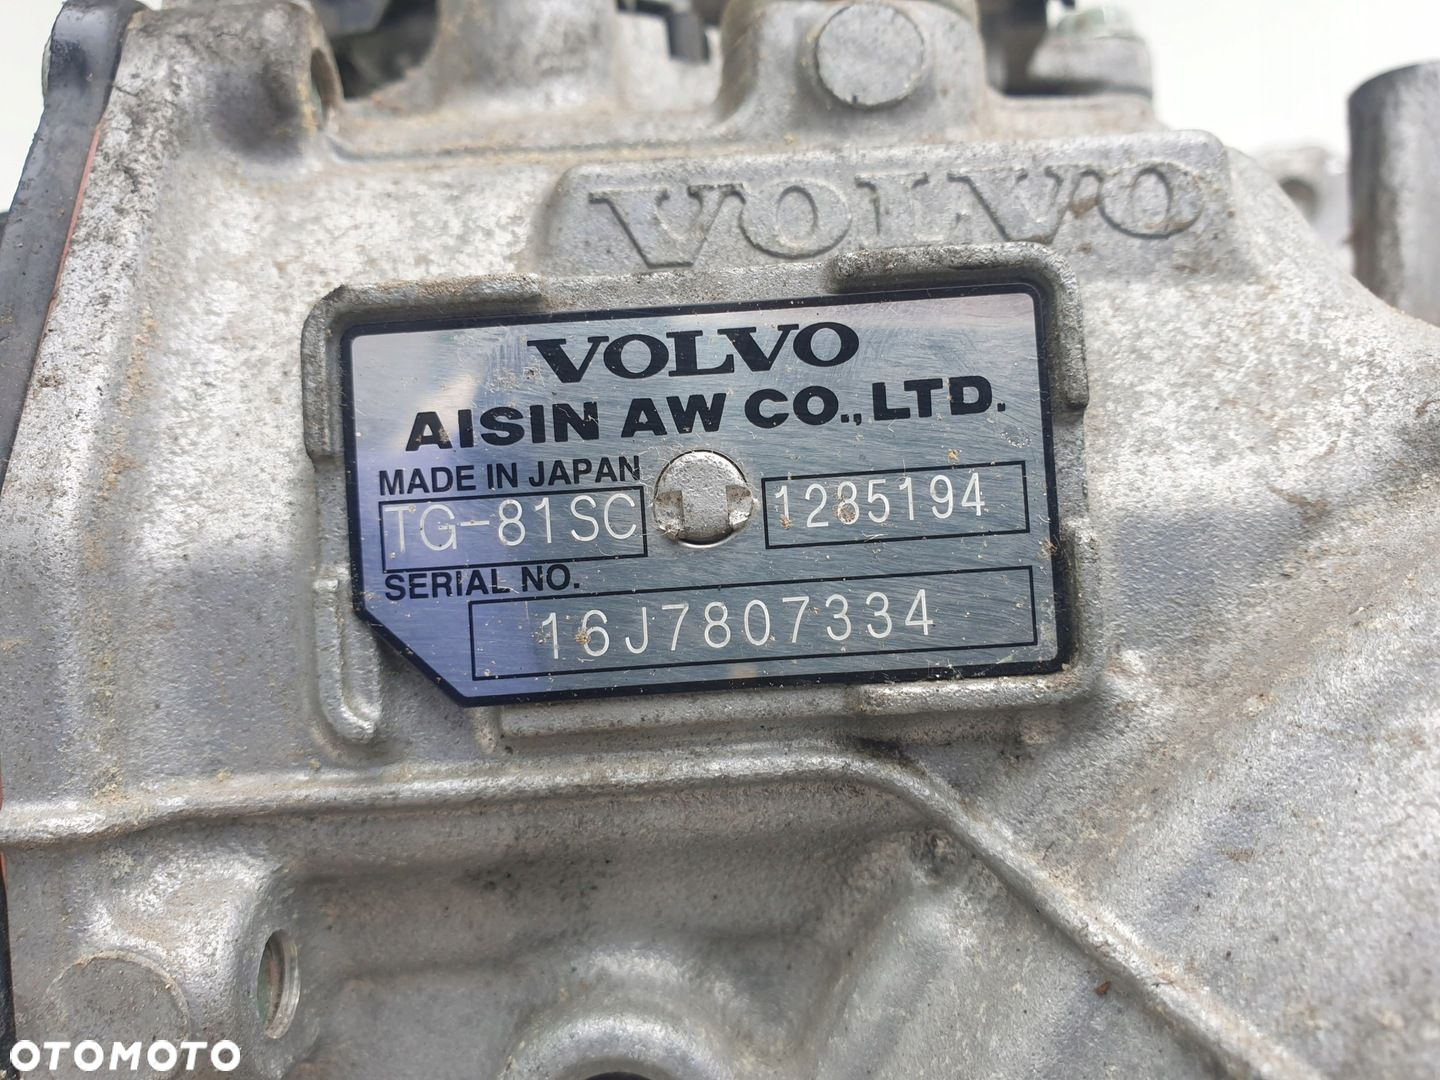 VOLVO
VOLVO
AISIN AW CO., LTD.
MADE IN JAPAN
TG-81SC 1285194
SERIAL NO.
16J7807334
OTOMOTO